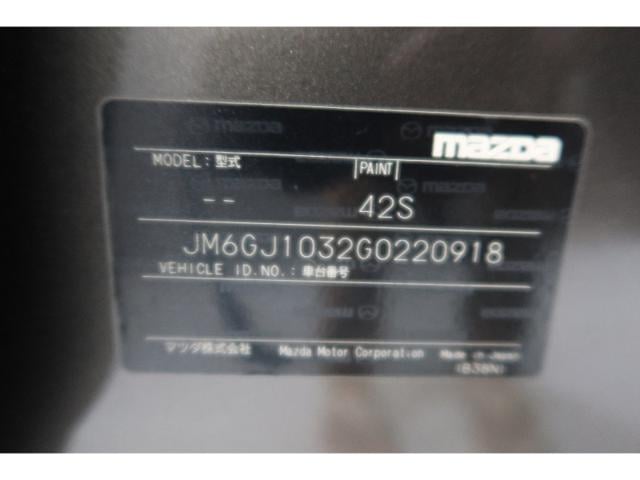 mazda
MODEL: 型式 PAINT
-- 42S
JM6GJ1032G0220918
VEHICLE ID.NO.: 車台番号
マツダ株式会社 Mazda Motor Corporation Made in Japan
(B38N)